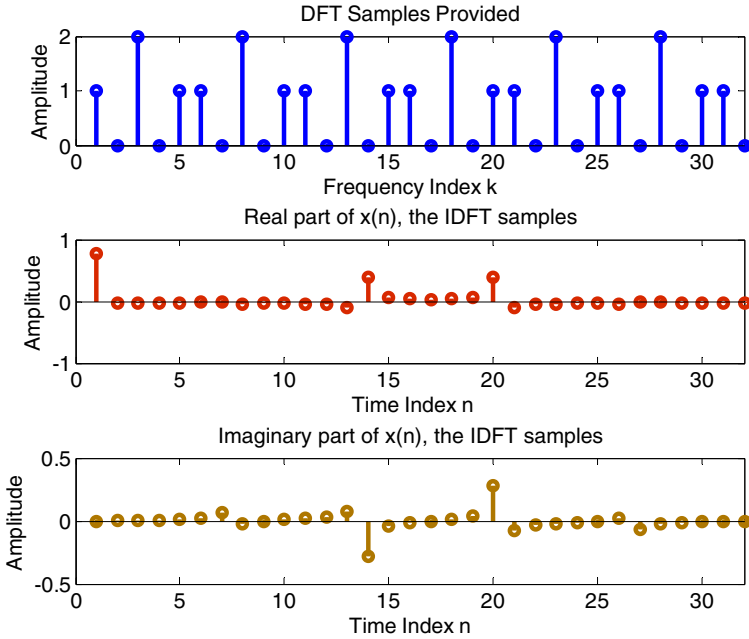 DFT Samples Provided
2
1
0
Amplitude
0 5 10 15 20 25 30
Frequency Index k
Real part of x(n), the IDFT samples
1
0
-1
Amplitude
0 5 10 15 20 25 30
Time Index n
Imaginary part of x(n), the IDFT samples
0.5
0
-0.5
Amplitude
0 5 10 15 20 25 30
Time Index n